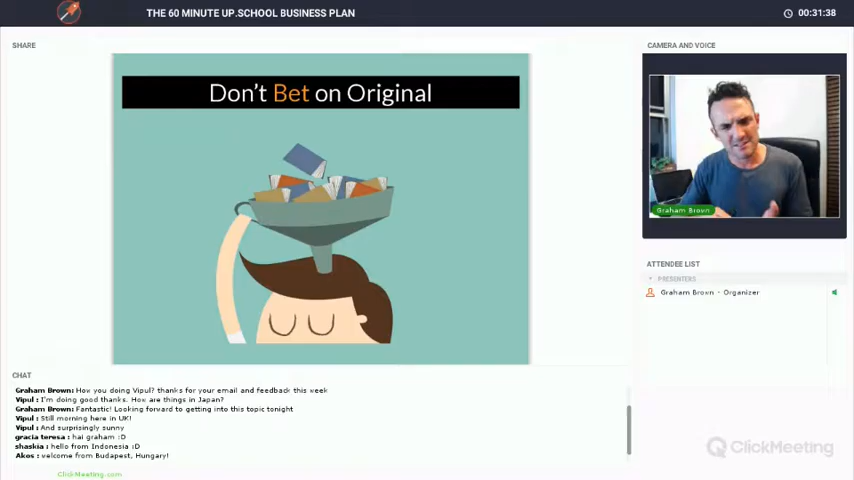 THE 60 MINUTE UP.SCHOOL BUSINESS PLAN
00:31:38
SHARE
Don't Bet on Original
CAMERA AND VOICE
Graham Brown
ATTENDEE LIST
PRESENTERS
Graham Brown - Organizer
CHAT
Graham Brown: How you doing Vipul? thanks for your email and feedback this week
Vipul : I'm doing good thanks. How are things in Japan?
Graham Brown: Fantastic! Looking forward to getting into this topic tonight
Vipul : Still morning here in UK!
Vipul : And surprisingly sunny
gracia teresa : hai graham :D
shaskia : hello from Indonesia :D
Akos : welcome from Budapest, Hungary!
ClickMeeting.com
ClickMeeting